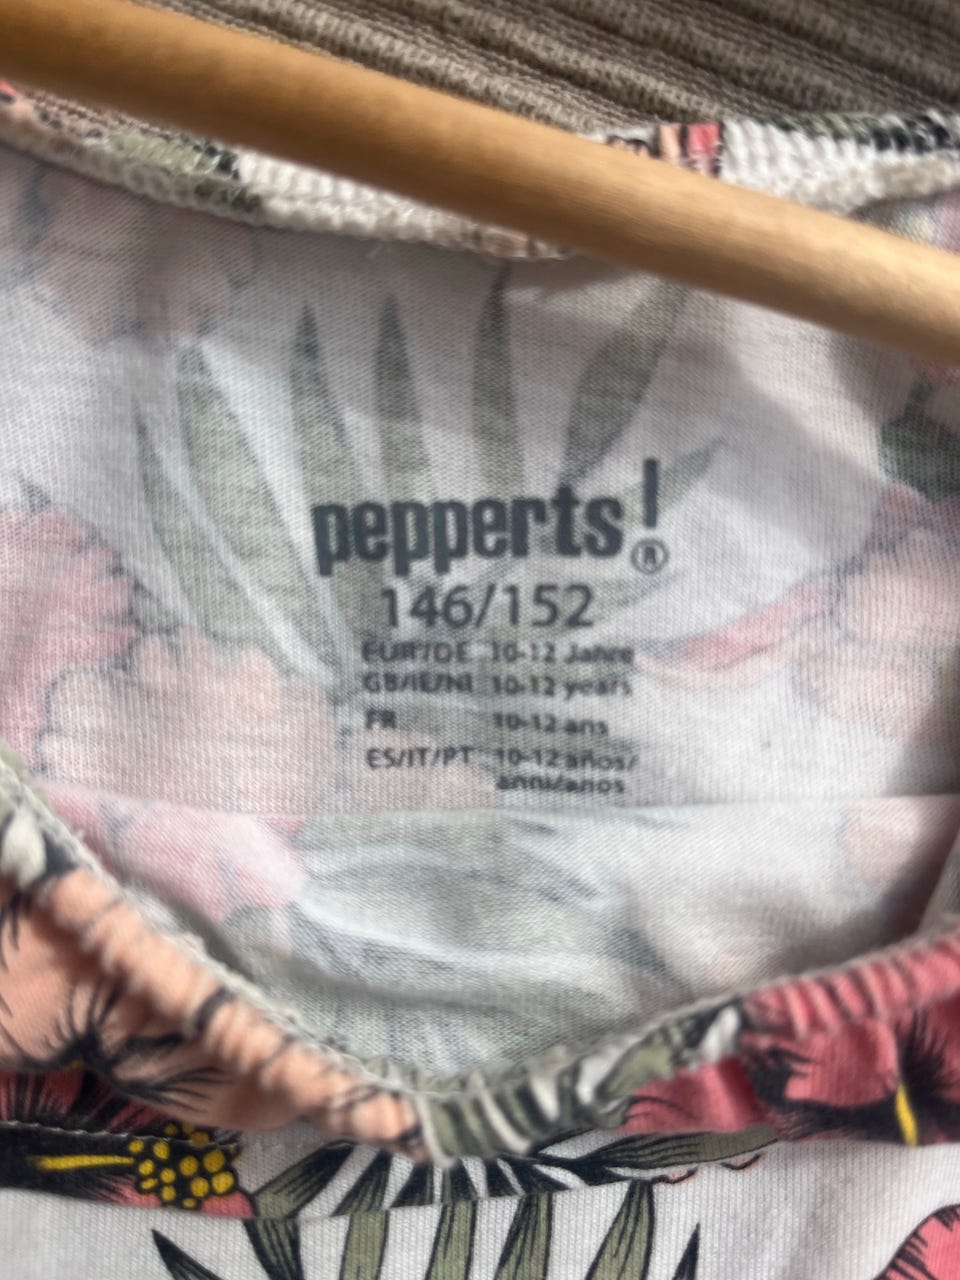 pepperts!®
146/152
EUR/DE 10-12 Jahre
GB/IE/NI 10-12 years
FR 10-12 ans
ES/IT/PT 10-12 años/
anni/anos